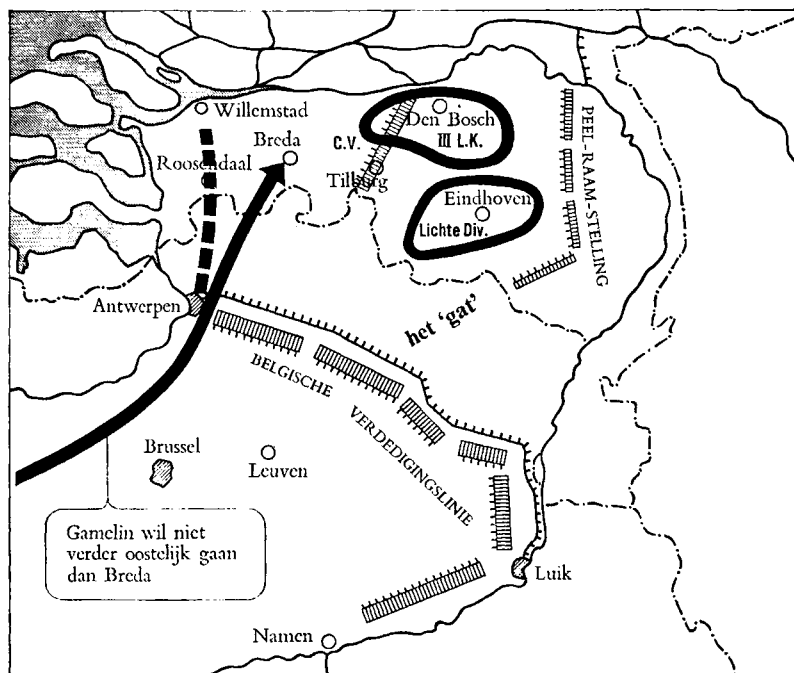 Willemstad
Den Bosch
III L.K.
Breda
C.V.
Roosendaal
Tilburg
PEEL-RAAM-STELLING
Eindhoven
Lichte Div.
Antwerpen
het ‘gat’
BELGISCHE
VERDEDIGINGSLINIE
Brussel
Leuven
Gamelin wil niet
verder oostelijk gaan
dan Breda
Luik
Namen